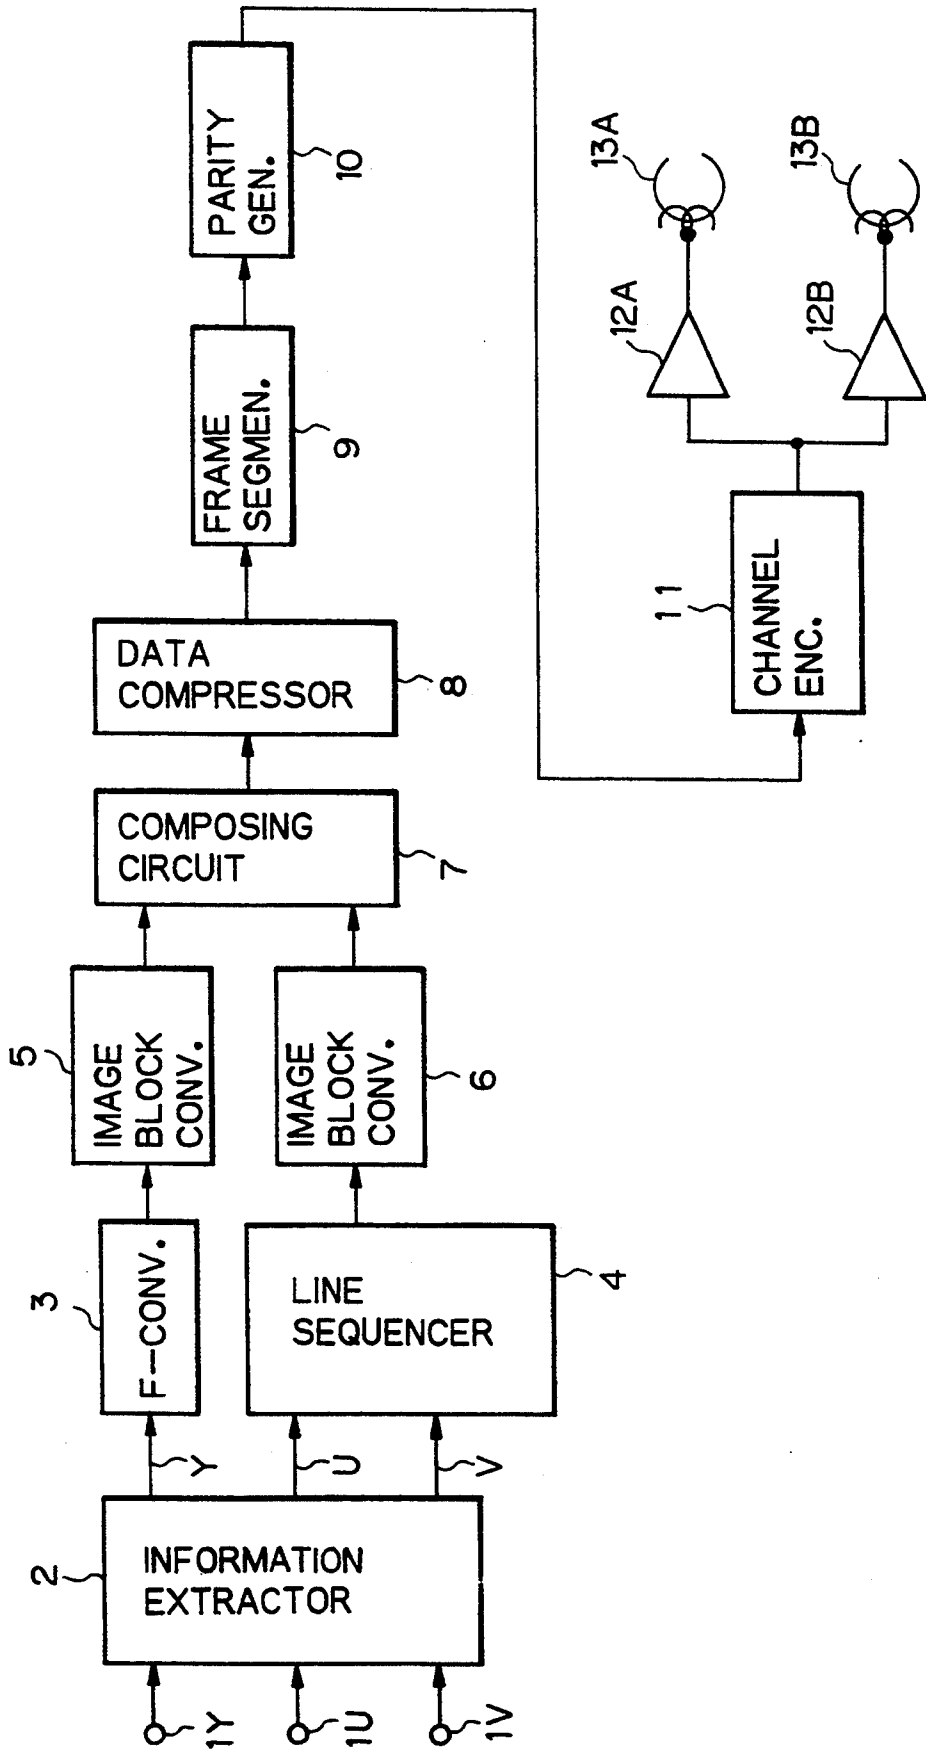 1Y
1U
1V
2
INFORMATION
EXTRACTOR
Y
U
V
3
F-CONV.
4
LINE
SEQUENCER
5
IMAGE
BLOCK
CONV.
6
IMAGE
BLOCK
CONV.
7
COMPOSING
CIRCUIT
8
DATA
COMPRESSOR
9
FRAME
SEGMEN.
10
PARITY
GEN.
11
CHANNEL
ENC.
12A
12B
13A
13B